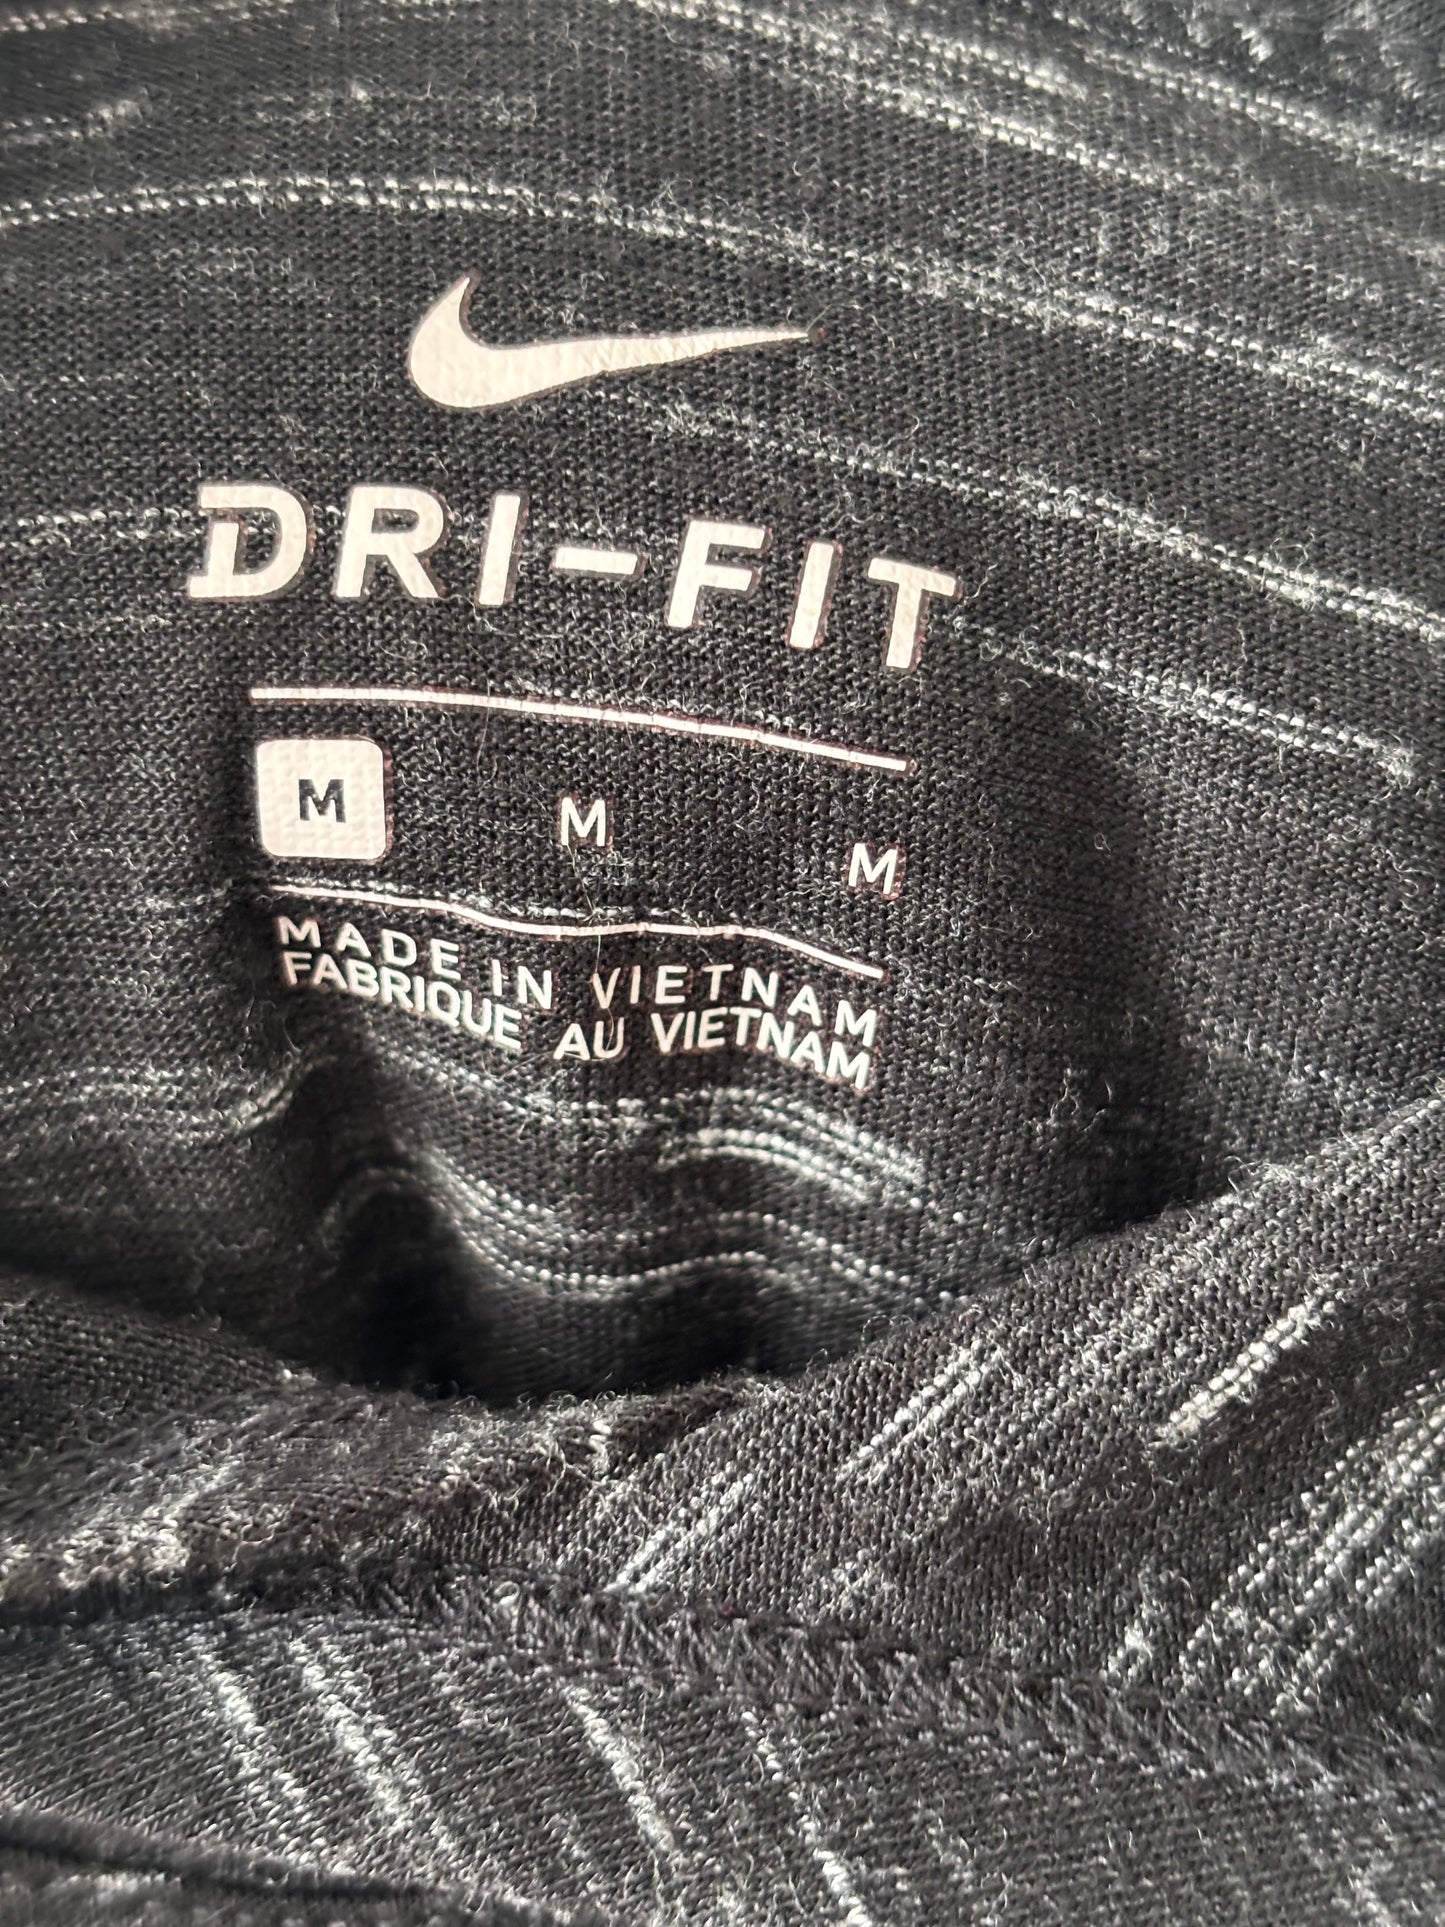 DRI-FIT
M M M
MADE IN VIETNAM
FABRIQUE AU VIETNAM